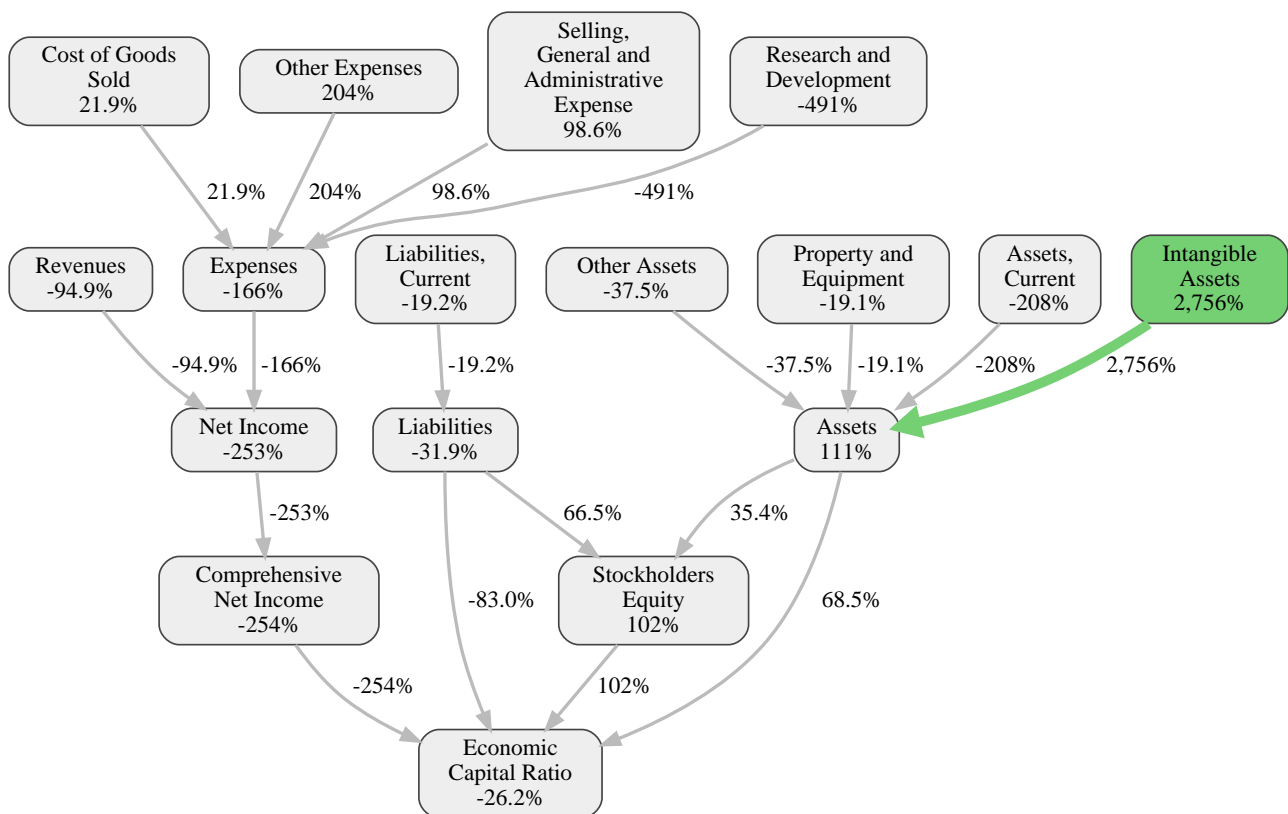 Cost of Goods
Sold
21.9%
Other Expenses
204%
Selling,
General and
Administrative
Expense
98.6%
Research and
Development
-491%
21.9%
204%
98.6%
-491%
Revenues
-94.9%
Expenses
-166%
Liabilities,
Current
-19.2%
Other Assets
-37.5%
Property and
Equipment
-19.1%
Assets,
Current
-208%
Intangible
Assets
2,756%
-94.9%
-166%
-19.2%
-37.5%
-19.1%
-208%
2,756%
Net Income
-253%
Liabilities
-31.9%
Assets
111%
-253%
66.5%
35.4%
Comprehensive
Net Income
-254%
-83.0%
Stockholders
Equity
102%
68.5%
-254%
102%
Economic
Capital Ratio
-26.2%